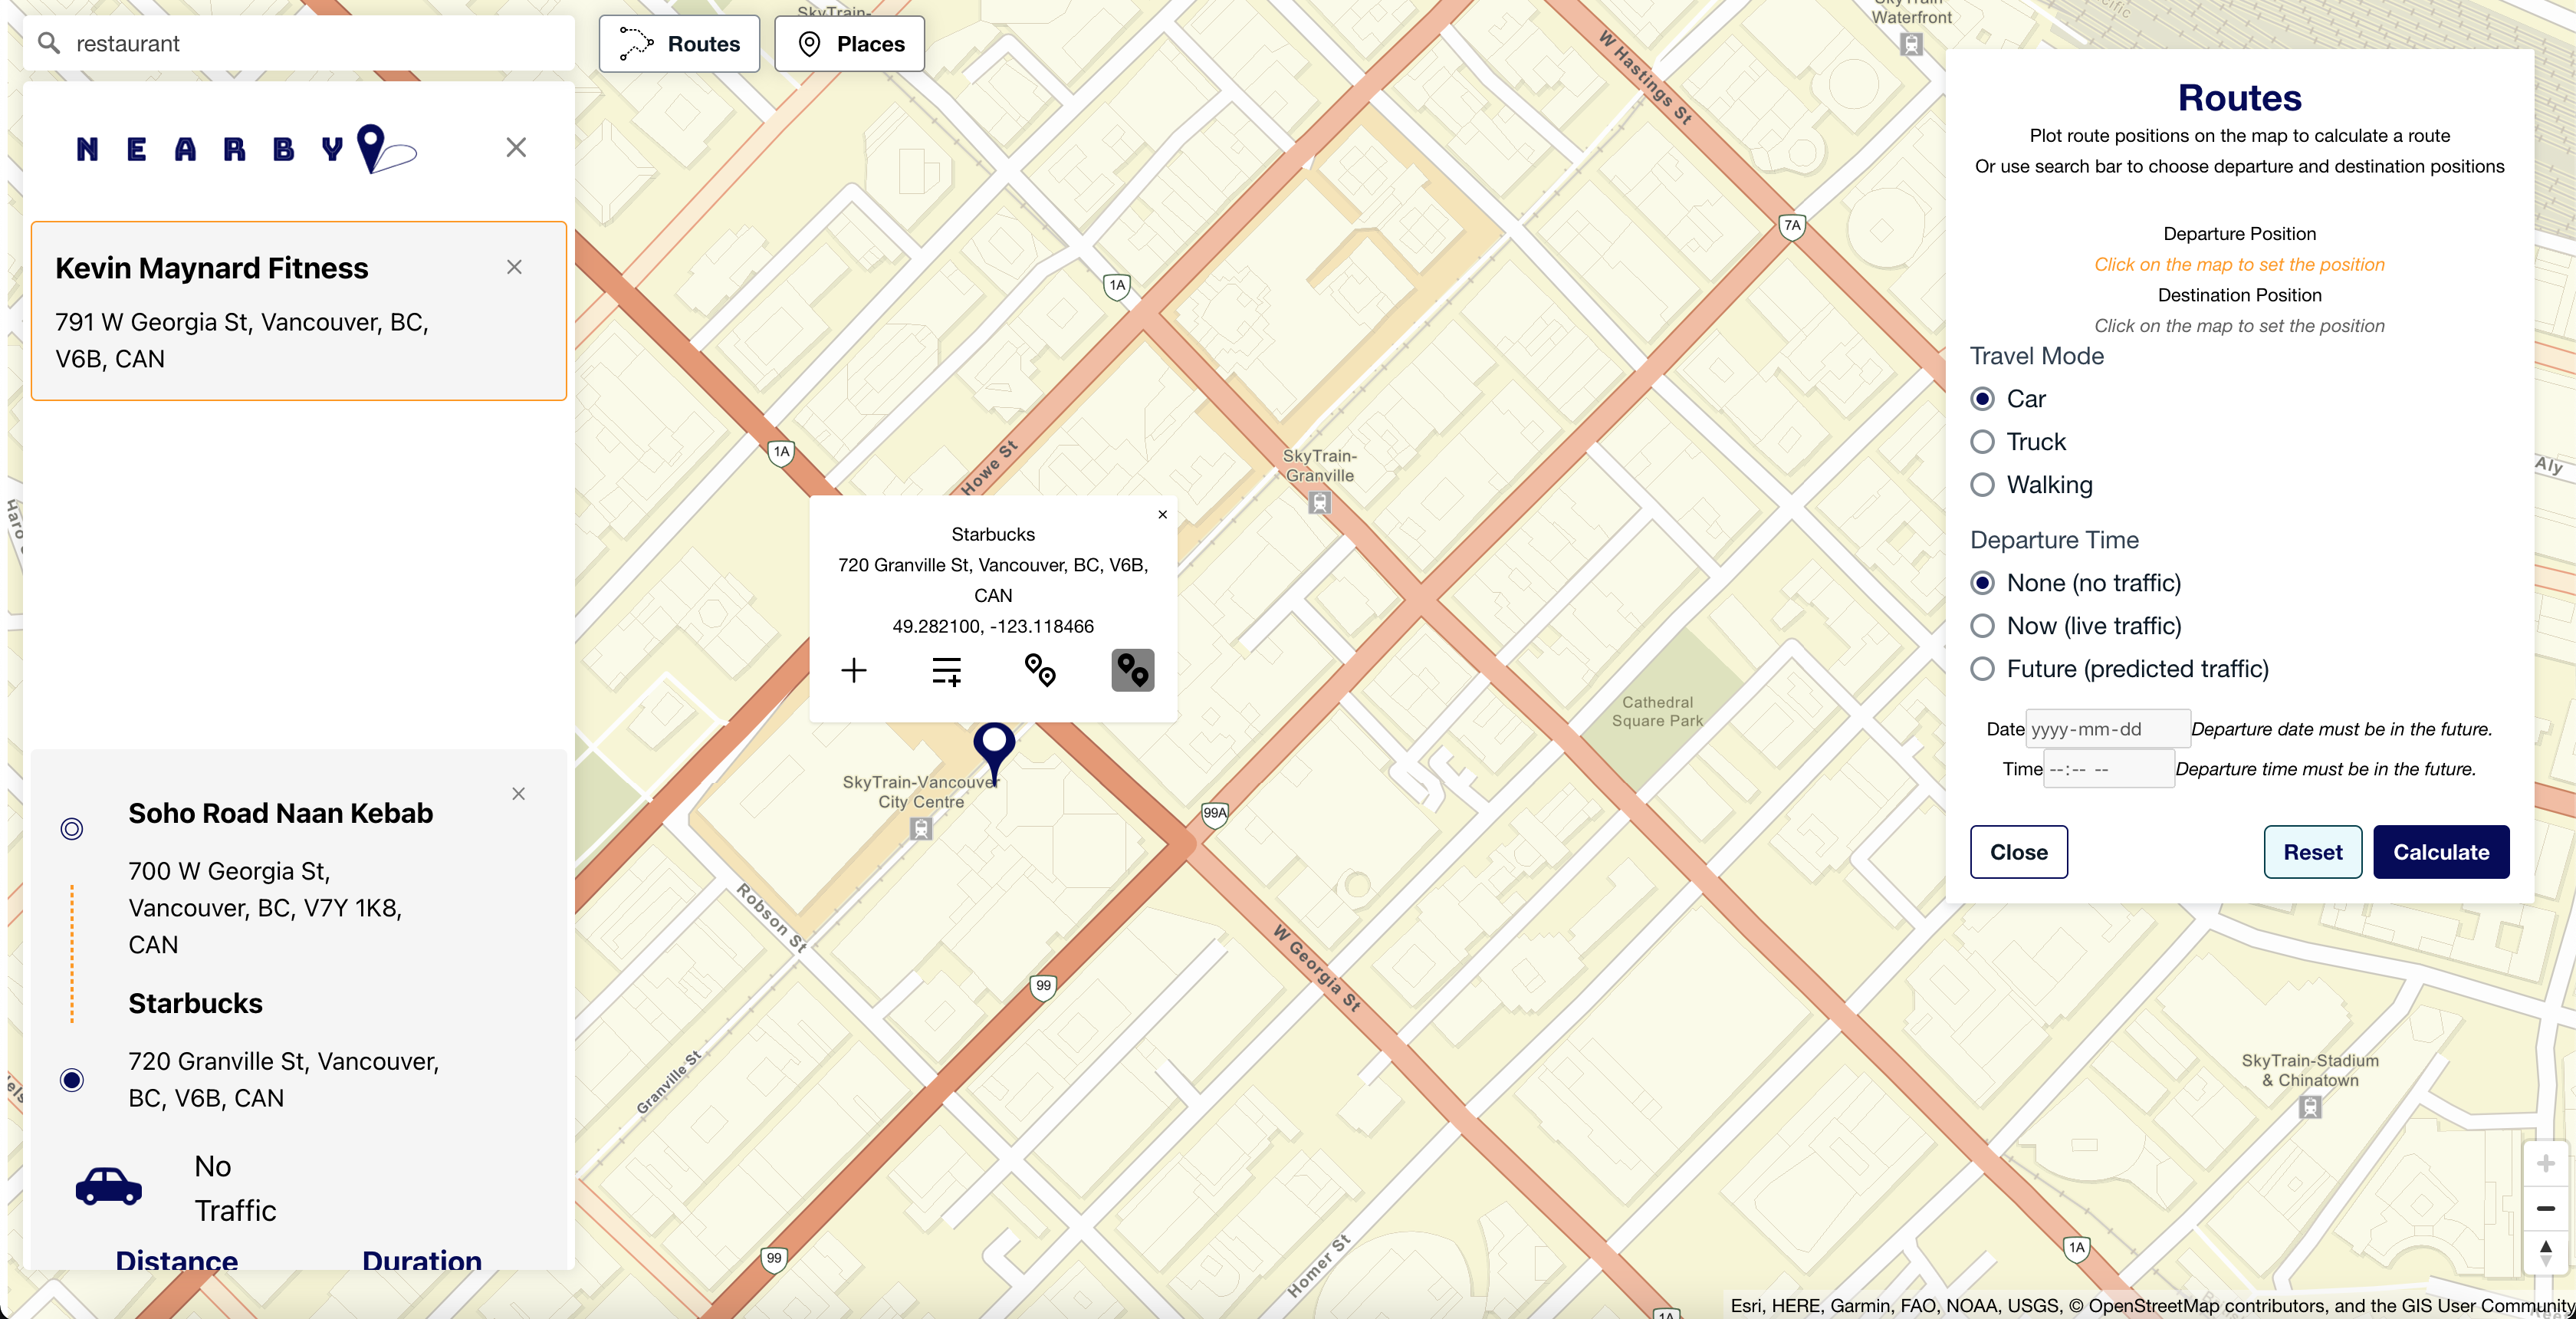 restaurant
Routes
Places
NEARBY
Kevin Maynard Fitness
791 W Georgia St, Vancouver, BC,
V6B, CAN
Soho Road Naan Kebab
700 W Georgia St,
Vancouver, BC, V7Y 1K8,
CAN
Starbucks
720 Granville St, Vancouver,
BC, V6B, CAN
No
Traffic
Distance
Duration
SkyTrain-
SkyTrain
Waterfront
W Hastings St
7A
1A
1A
Howe St
SkyTrain-
Granville
Starbucks
720 Granville St, Vancouver, BC, V6B,
CAN
49.282100, -123.118466
SkyTrain-Vancouver
City Centre
Cathedral
Square Park
99A
Robson St
W Georgia St
99
Granville St
SkyTrain-Stadium
& Chinatown
Homer St
99
1A
1A
Aly
Routes
Plot route positions on the map to calculate a route
Or use search bar to choose departure and destination positions
Departure Position
Click on the map to set the position
Destination Position
Click on the map to set the position
Travel Mode
Car
Truck
Walking
Departure Time
None (no traffic)
Now (live traffic)
Future (predicted traffic)
Date yyyy-mm-dd Departure date must be in the future.
Time --:-- -- Departure time must be in the future.
Close
Reset
Calculate
Esri, HERE, Garmin, FAO, NOAA, USGS, © OpenStreetMap contributors, and the GIS User Community